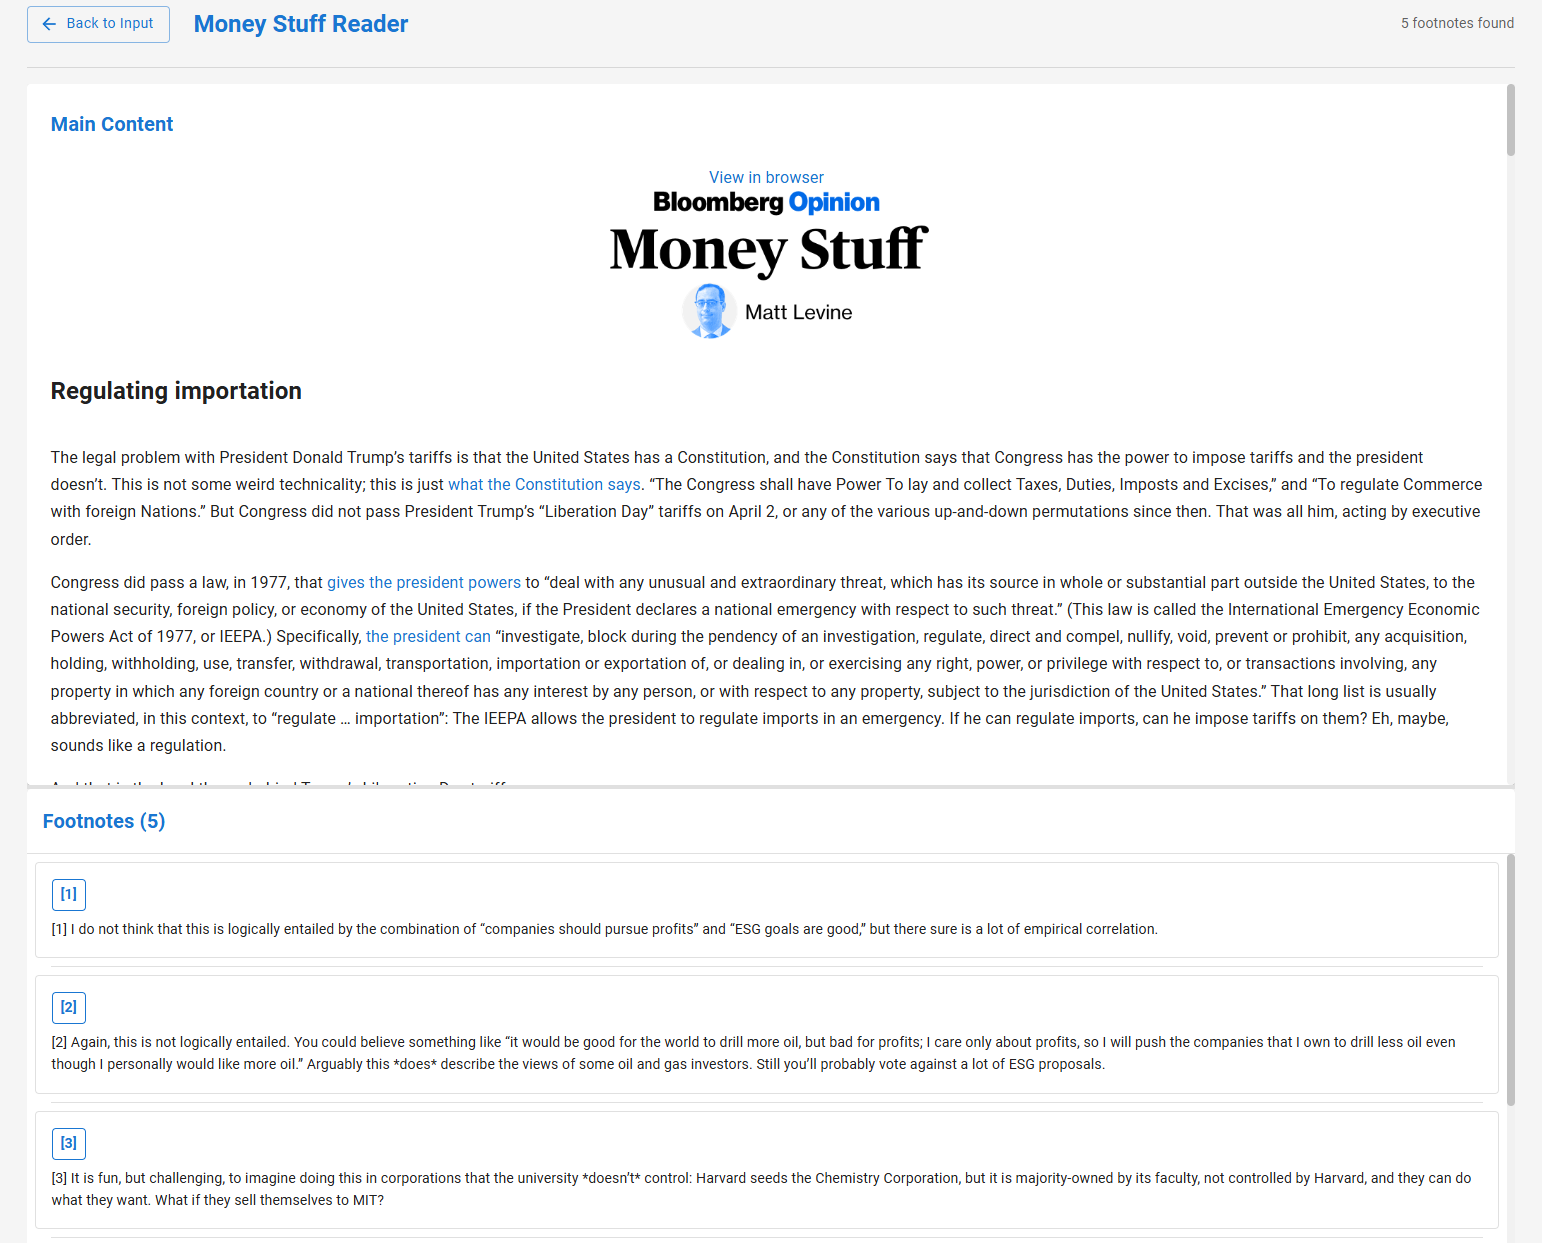 Back to Input
Money Stuff Reader
5 footnotes found
Main Content
View in browser
Bloomberg Opinion
Money Stuff
Matt Levine
Regulating importation
The legal problem with President Donald Trump’s tariffs is that the United States has a Constitution, and the Constitution says that Congress has the power to impose tariffs and the president
doesn’t. This is not some weird technicality; this is just what the Constitution says. “The Congress shall have Power To lay and collect Taxes, Duties, Imposts and Excises,” and “To regulate Commerce
with foreign Nations.” But Congress did not pass President Trump’s “Liberation Day” tariffs on April 2, or any of the various up-and-down permutations since then. That was all him, acting by executive
order.
Congress did pass a law, in 1977, that gives the president powers to “deal with any unusual and extraordinary threat, which has its source in whole or substantial part outside the United States, to the
national security, foreign policy, or economy of the United States, if the President declares a national emergency with respect to such threat.” (This law is called the International Emergency Economic
Powers Act of 1977, or IEEPA.) Specifically, the president can “investigate, block during the pendency of an investigation, regulate, direct and compel, nullify, void, prevent or prohibit, any acquisition,
holding, withholding, use, transfer, withdrawal, transportation, importation or exportation of, or dealing in, or exercising any right, power, or privilege with respect to, or transactions involving, any
property in which any foreign country or a national thereof has any interest by any person, or with respect to any property, subject to the jurisdiction of the United States.” That long list is usually
abbreviated, in this context, to “regulate … importation”: The IEEPA allows the president to regulate imports in an emergency. If he can regulate imports, can he impose tariffs on them? Eh, maybe,
sounds like a regulation.
Footnotes (5)
[1]
[1] I do not think that this is logically entailed by the combination of “companies should pursue profits” and “ESG goals are good,” but there sure is a lot of empirical correlation.
[2]
[2] Again, this is not logically entailed. You could believe something like “it would be good for the world to drill more oil, but bad for profits; I care only about profits, so I will push the companies that I own to drill less oil even
though I personally would like more oil.” Arguably this *does* describe the views of some oil and gas investors. Still you’ll probably vote against a lot of ESG proposals.
[3]
[3] It is fun, but challenging, to imagine doing this in corporations that the university *doesn’t* control: Harvard seeds the Chemistry Corporation, but it is majority-owned by its faculty, not controlled by Harvard, and they can do
what they want. What if they sell themselves to MIT?